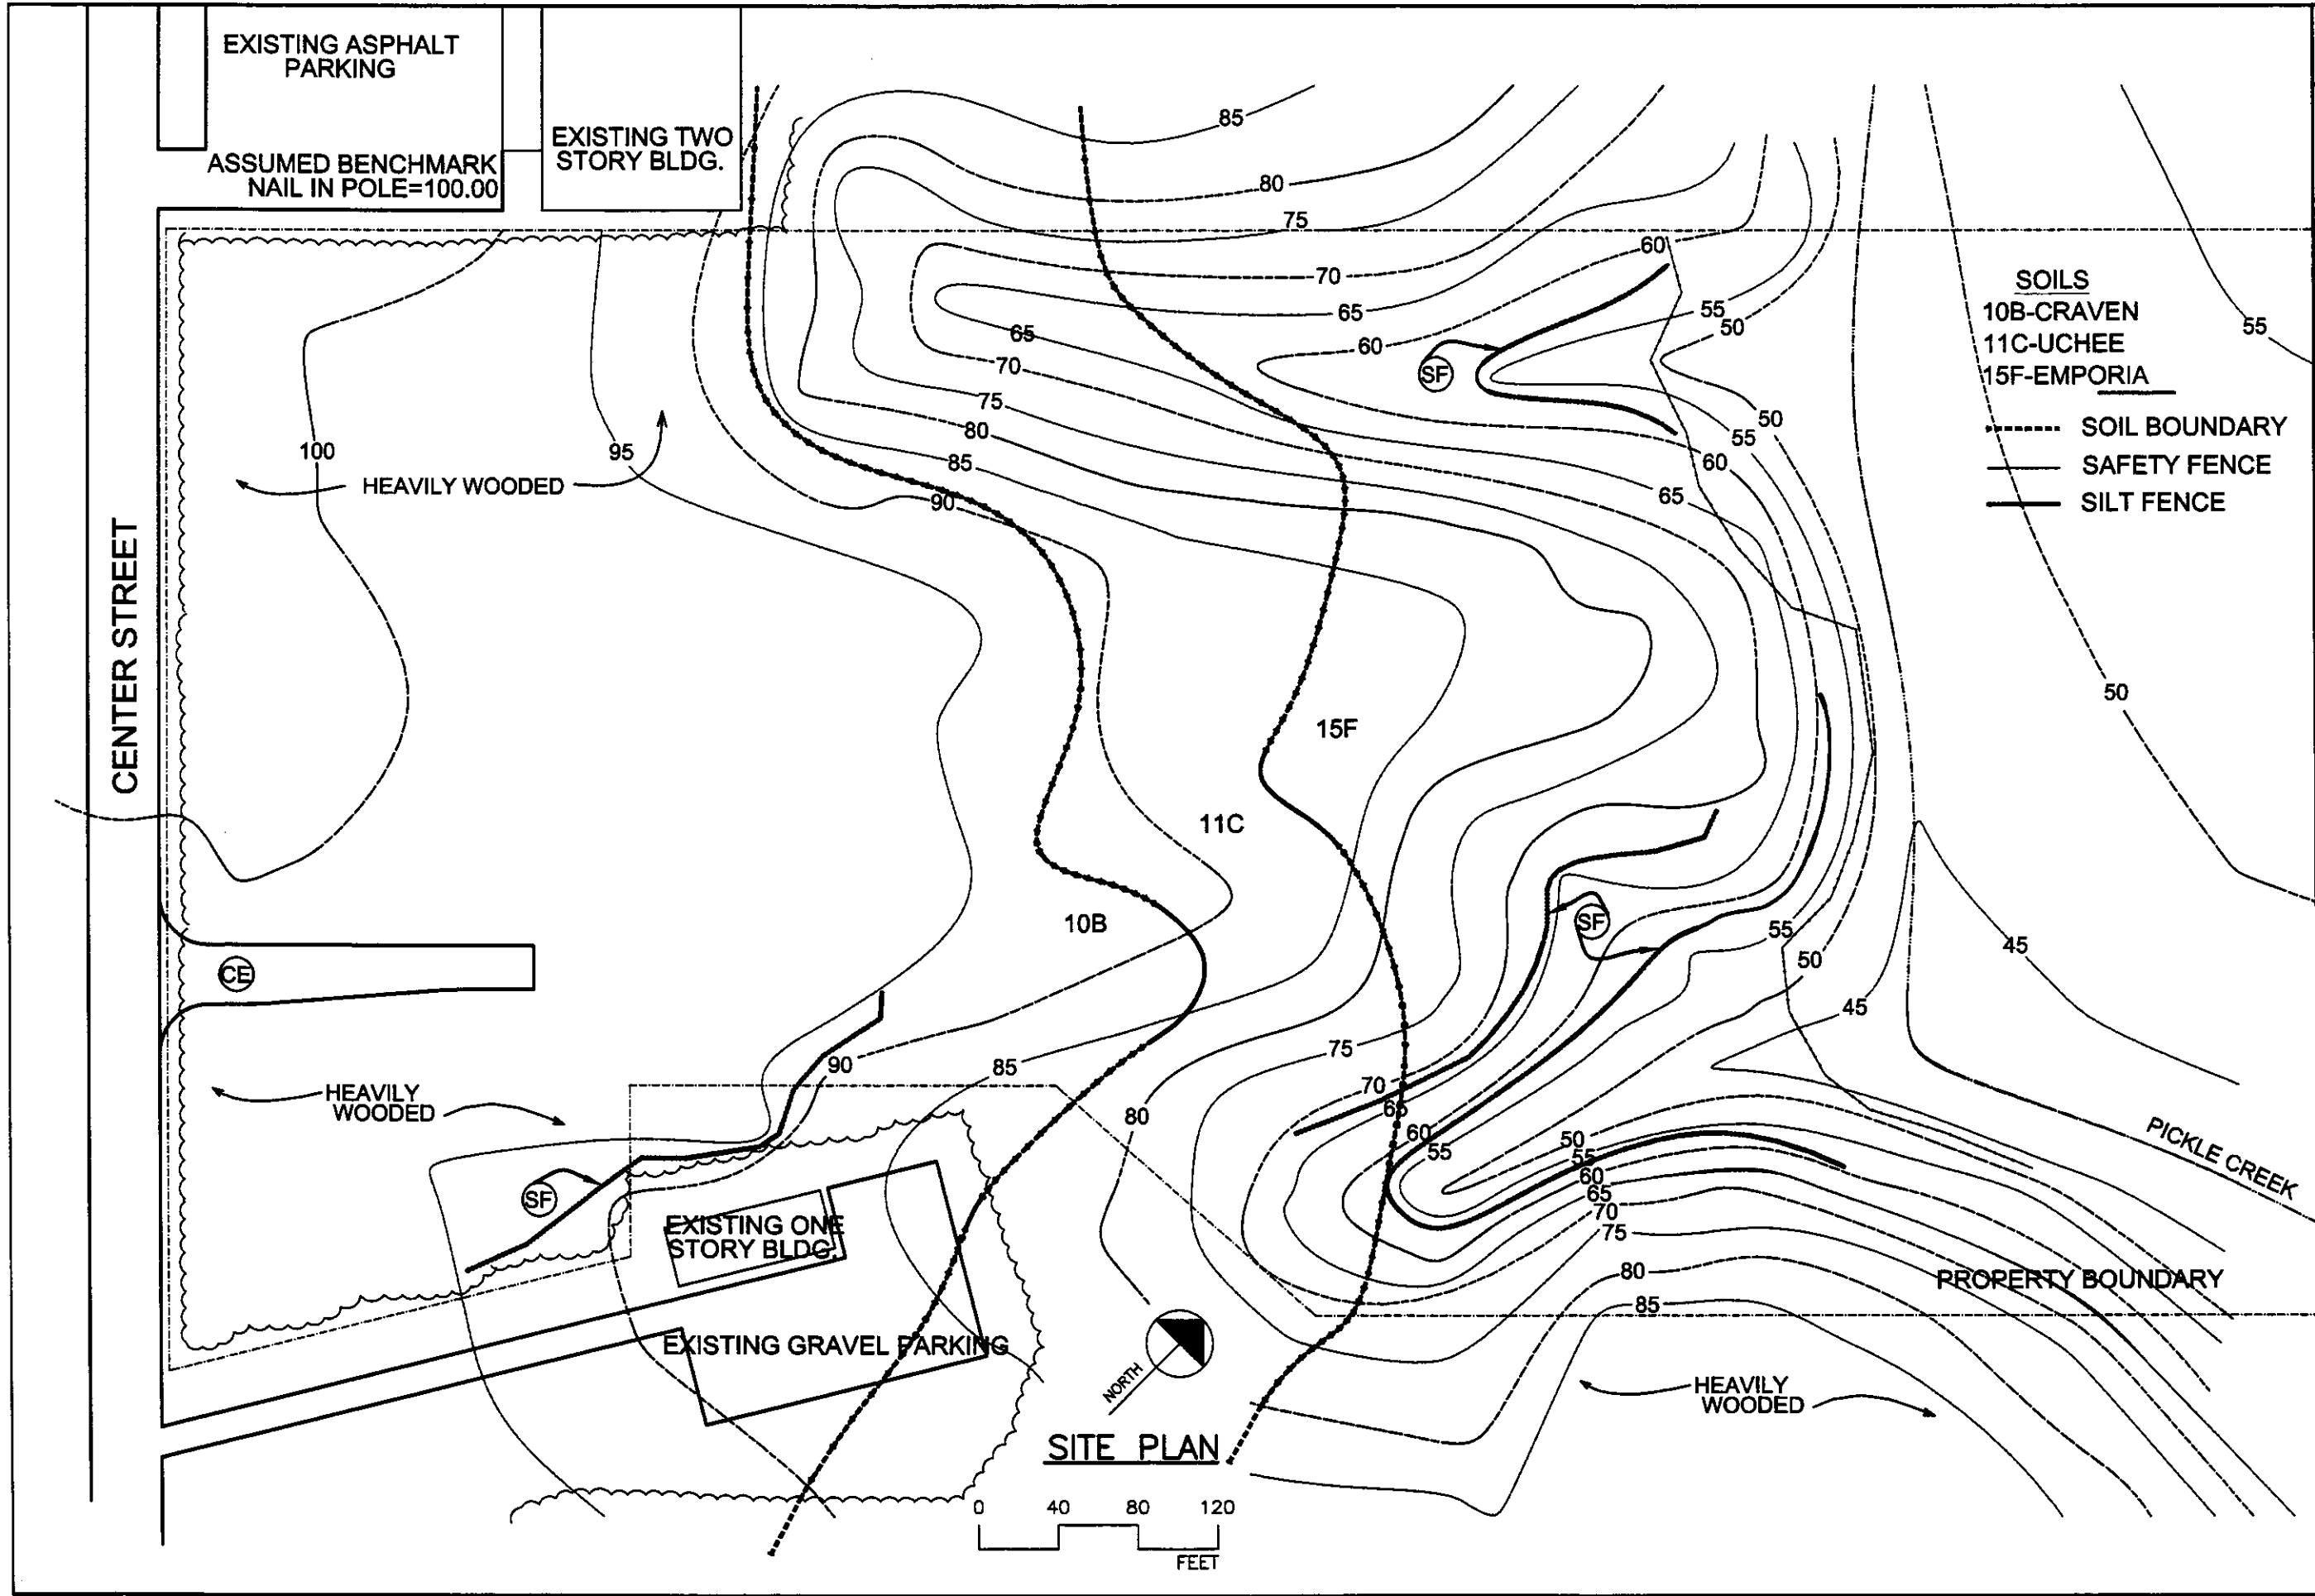 EXISTING ASPHALT
PARKING
EXISTING TWO
STORY BLDG.
ASSUMED BENCHMARK
NAIL IN POLE=100.00
85
80
75
70
65
60
60
65
70
75
80
85
90
95
100
HEAVILY WOODED
SF
55
50
50
55
60
65
SOILS
10B-CRAVEN
11C-UCHEE
15F-EMPORIA
SOIL BOUNDARY
SAFETY FENCE
SILT FENCE
55
50
45
CENTER STREET
15F
11C
10B
SF
55
50
45
CE
HEAVILY
WOODED
90
85
80
75
70
65
60
55
50
55
60
65
70
75
80
85
SF
EXISTING ONE
STORY BLDG.
EXISTING GRAVEL PARKING
PICKLE CREEK
PROPERTY BOUNDARY
HEAVILY
WOODED
NORTH
SITE PLAN
0 40 80 120
FEET